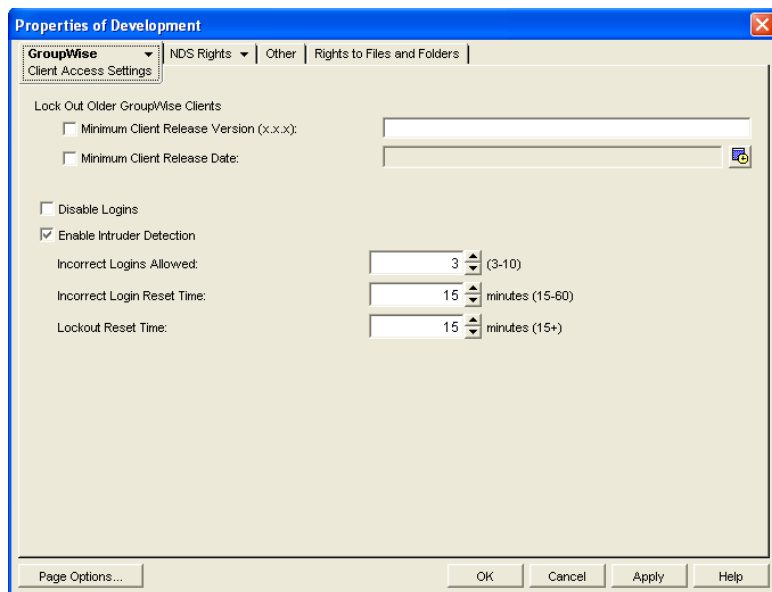 Properties of Development
GroupWise
Client Access Settings
NDS Rights
Other
Rights to Files and Folders
Lock Out Older GroupWise Clients
Minimum Client Release Version (x.x.x):
Minimum Client Release Date:
Disable Logins
Enable Intruder Detection
Incorrect Logins Allowed: 3 (3-10)
Incorrect Login Reset Time: 15 minutes (15-60)
Lockout Reset Time: 15 minutes (15+)
Page Options... OK Cancel Apply Help